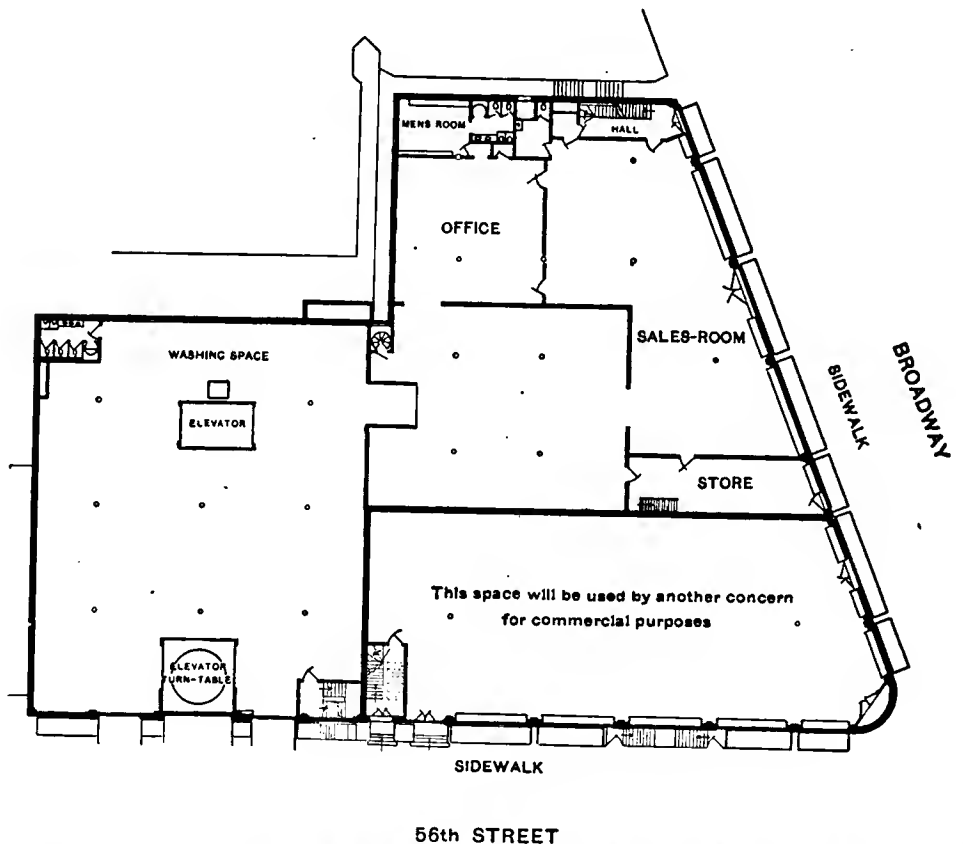 MENS ROOM
HALL
OFFICE
WASHING SPACE
SALES-ROOM
BROADWAY
SIDEWALK
ELEVATOR
STORE
This space will be used by another concern
for commercial purposes
ELEVATOR
TURN-TABLE
SIDEWALK
56th STREET